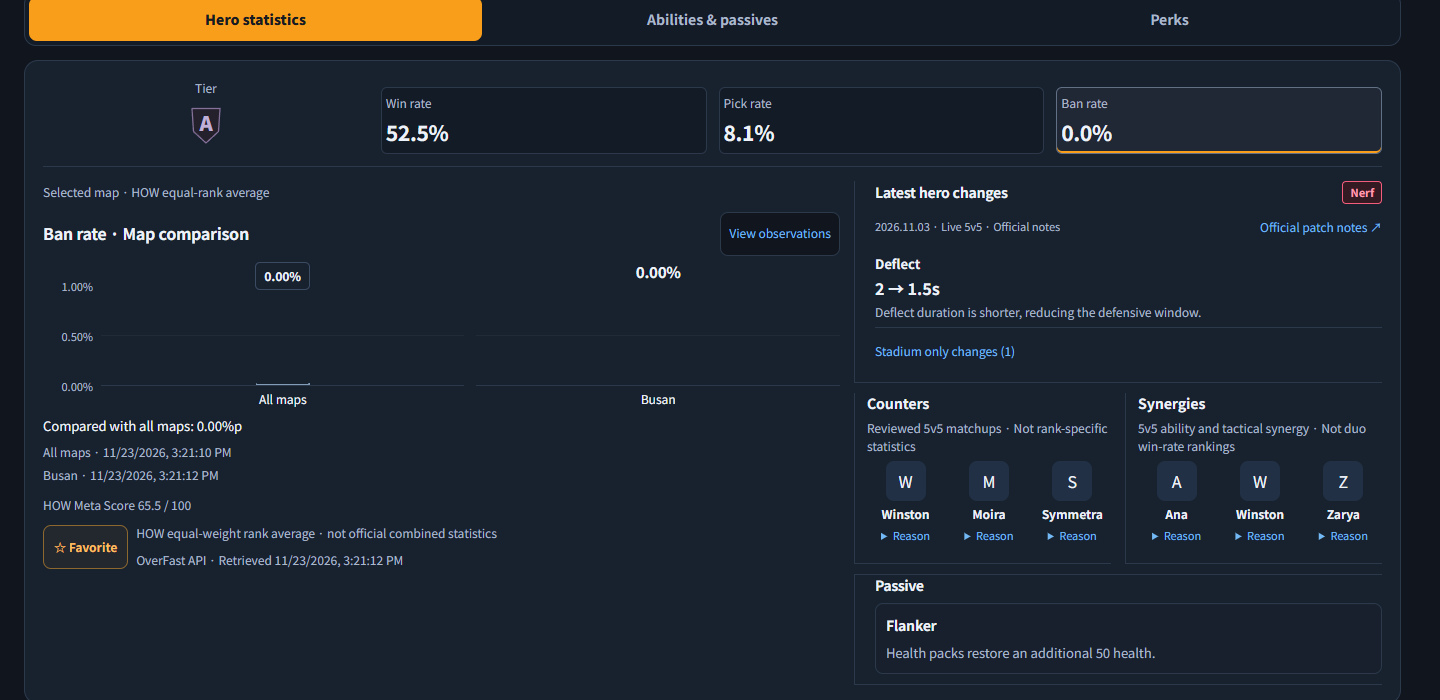 Hero statistics
Abilities & passives
Perks
Tier
A
Win rate
52.5%
Pick rate
8.1%
Ban rate
0.0%
Selected map · HOW equal-rank average
Ban rate · Map comparison
View observations
0.00%
0.00%
1.00%
0.50%
0.00%
All maps
Busan
Compared with all maps: 0.00%p
All maps · 11/23/2026, 3:21:10 PM
Busan · 11/23/2026, 3:21:12 PM
HOW Meta Score 65.5 / 100
☆ Favorite
HOW equal-weight rank average · not official combined statistics
OverFast API · Retrieved 11/23/2026, 3:21:12 PM
Latest hero changes
Nerf
2026.11.03 · Live 5v5 · Official notes
Official patch notes ↗
Deflect
2 → 1.5s
Deflect duration is shorter, reducing the defensive window.
Stadium only changes (1)
Counters
Reviewed 5v5 matchups · Not rank-specific
statistics
W
M
S
Winston
Moira
Symmetra
▶ Reason
▶ Reason
▶ Reason
Synergies
5v5 ability and tactical synergy · Not duo
win-rate rankings
A
W
Z
Ana
Winston
Zarya
▶ Reason
▶ Reason
▶ Reason
Passive
Flanker
Health packs restore an additional 50 health.